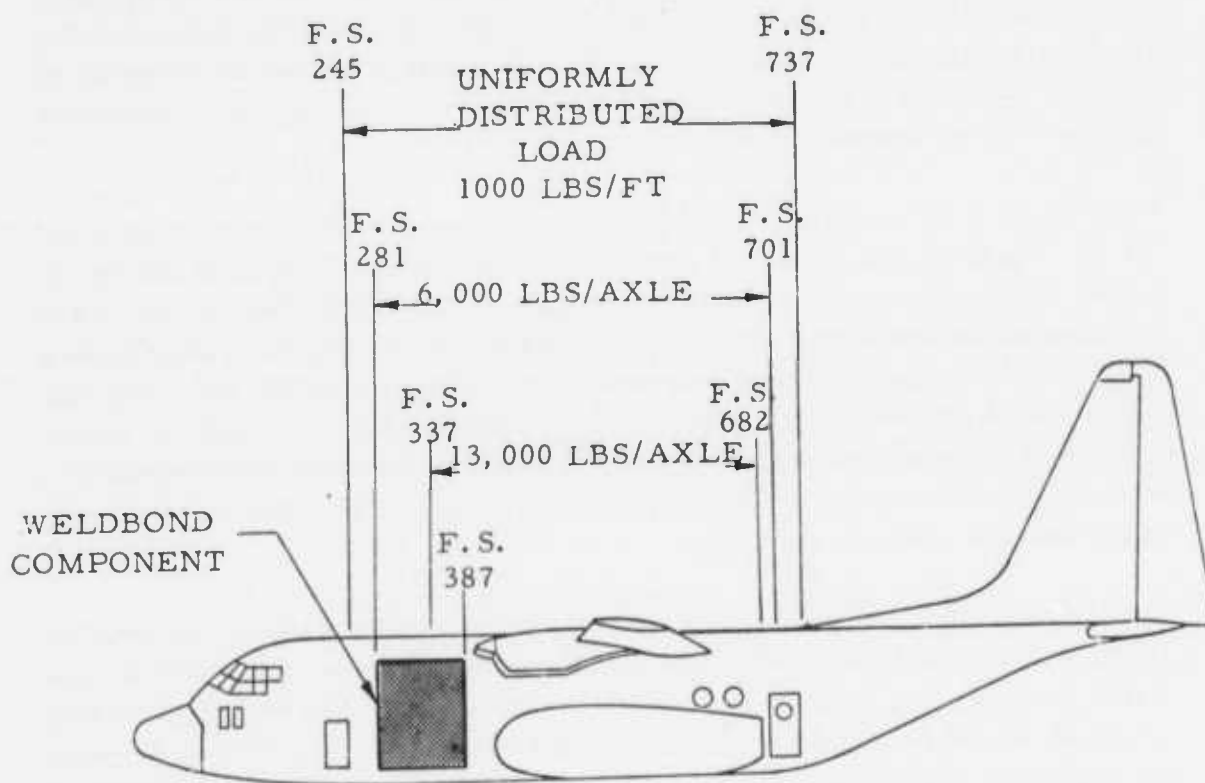 F.S.
245
F.S.
737
UNIFORMLY
DISTRIBUTED
LOAD
1000 LBS/FT
F.S.
281
F.S.
701
6,000 LBS/AXLE
F.S.
337
F.S
682
13,000 LBS/AXLE
WELDBOND
COMPONENT
F.S.
387